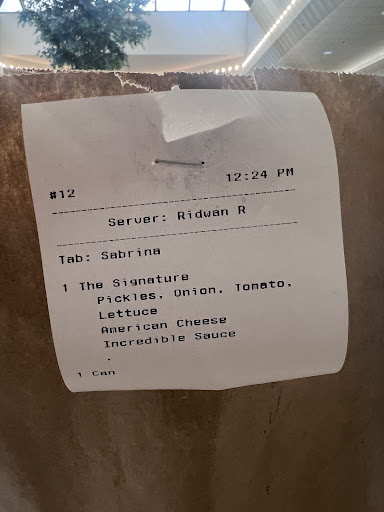 #12 12:24 PM
Server: Ridwan R
Tab: Sabrina
1 The Signature
Pickles, Onion, Tomato,
Lettuce
American Cheese
Incredible Sauce
.
1 Can